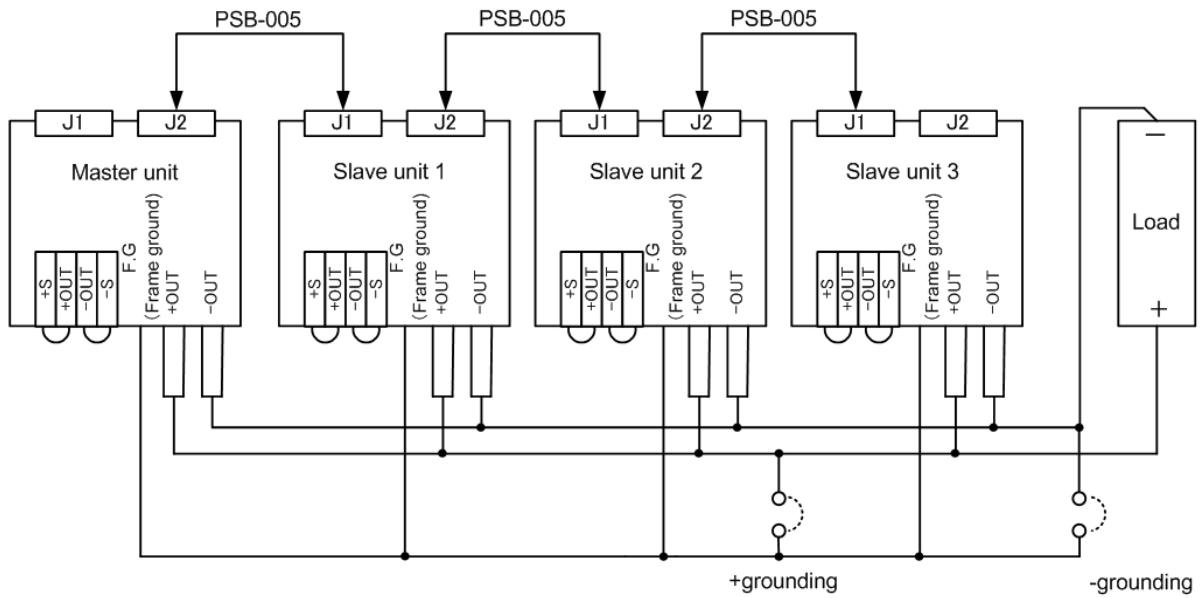 PSB-005
PSB-005
PSB-005
J1
J2
J1
J2
J1
J2
J1
J2
Master unit
Slave unit 1
Slave unit 2
Slave unit 3
−
Load
+
+S
+OUT
−OUT
−S
F.G
(Frame ground)
+OUT
−OUT
+S
+OUT
−OUT
−S
F.G
(Frame ground)
+OUT
−OUT
+S
+OUT
−OUT
−S
F.G
(Frame ground)
+OUT
−OUT
+S
+OUT
−OUT
−S
F.G
(Frame ground)
+OUT
−OUT
+grounding
-grounding